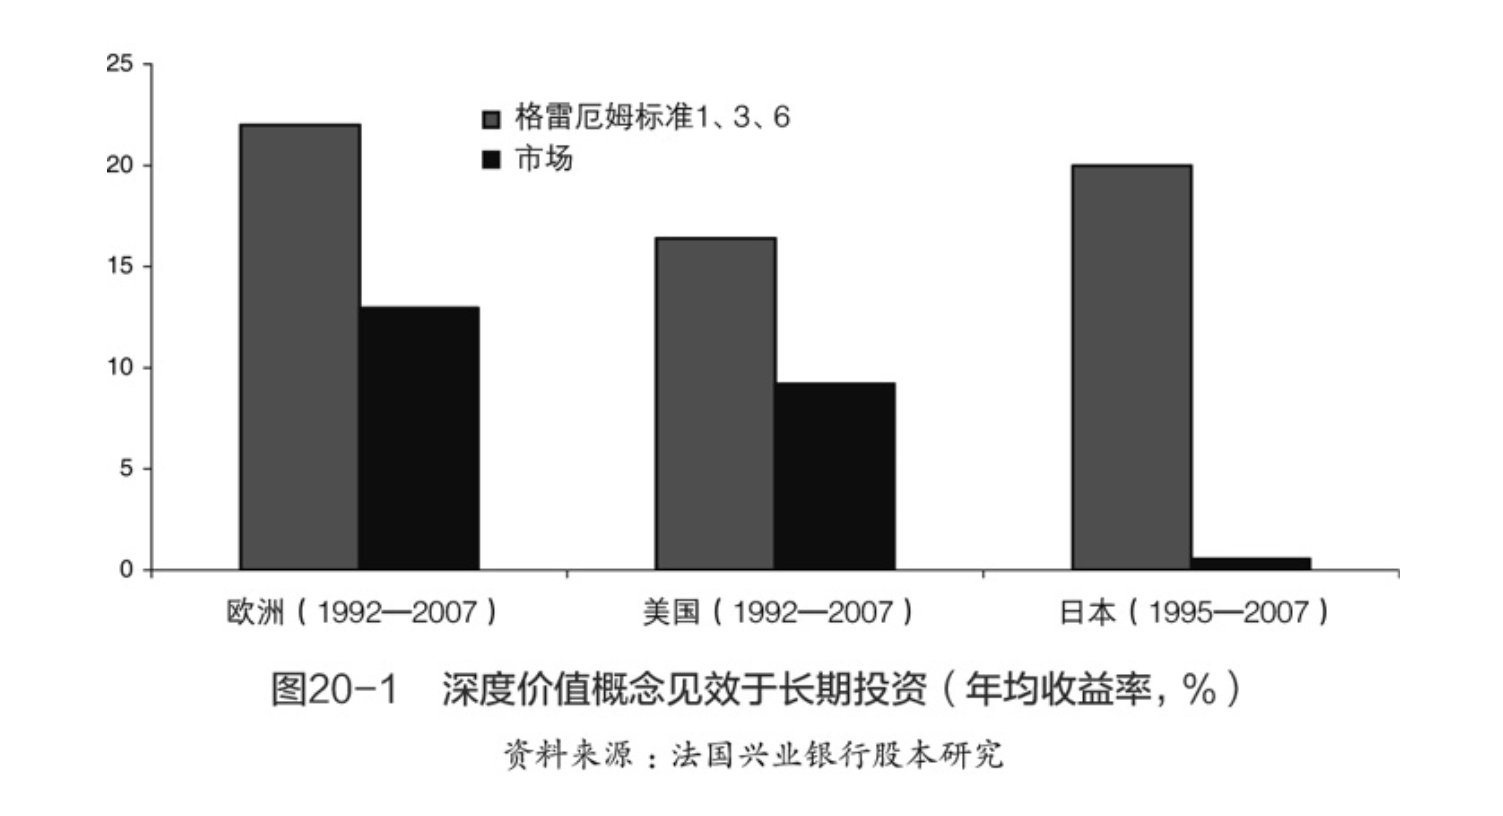 25
20
15
10
5
0
格雷厄姆标准1、3、6
市场
欧洲（1992—2007）
美国（1992—2007）
日本（1995—2007）
图20-1 深度价值概念见效于长期投资（年均收益率，%）
资料来源：法国兴业银行股本研究